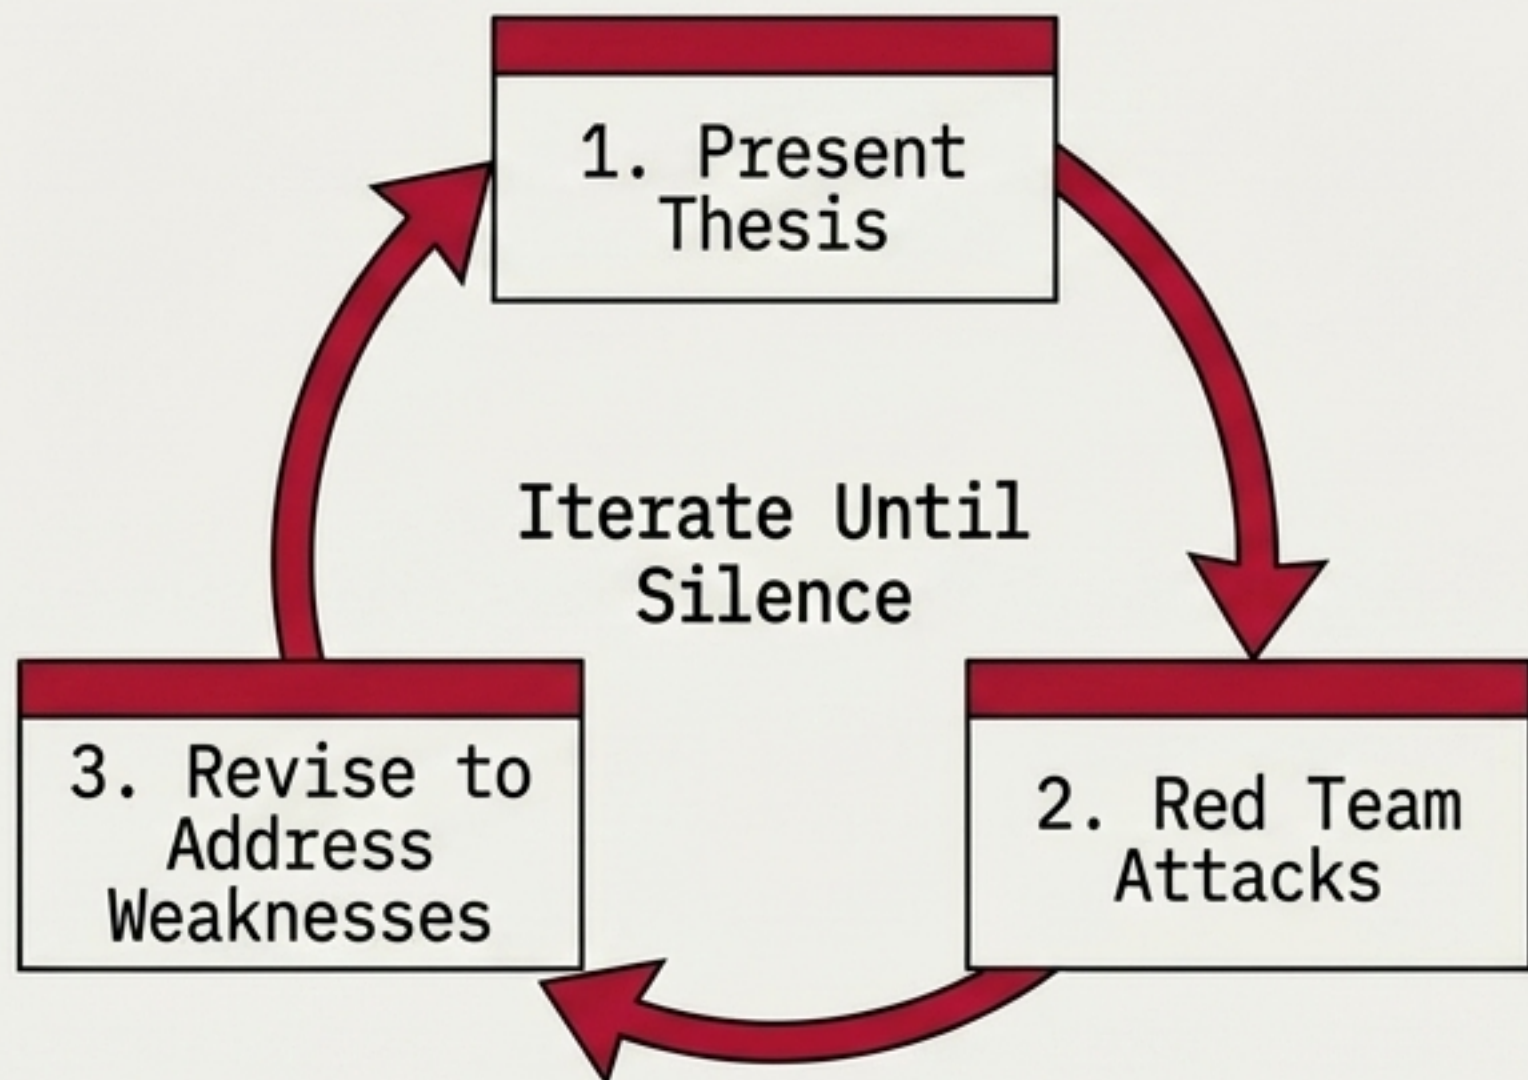 1. Present
Thesis
Iterate Until
Silence
3. Revise to
Address
Weaknesses
2. Red Team
Attacks